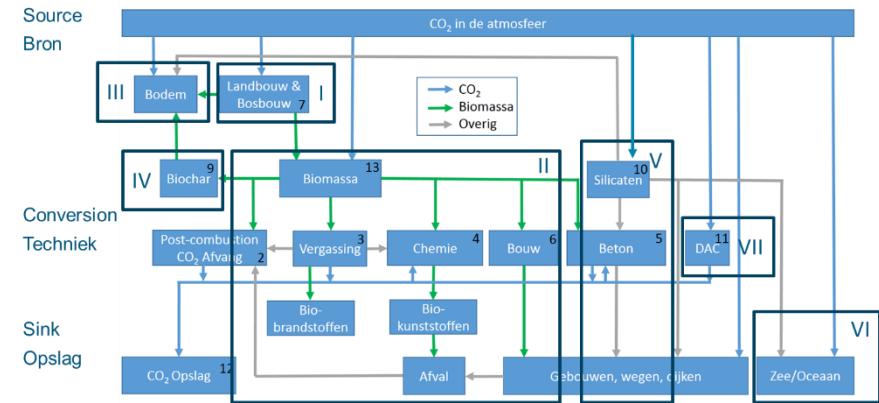 Source
Bron
CO₂ in de atmosfeer
III
Bodem
Landbouw &
Bosbouw
7
I
CO₂
Biomassa
Overig
IV
Biochar
9
Biomassa
13
II
Silicaten
10
V
Conversion
Techniek
Post-combustion
CO₂ Afvang
2
Vergassing
3
Chemie
4
Bouw
6
Beton
5
DAC
11
VII
Bio-
brandstoffen
Bio-
kunststoffen
Sink
Opslag
CO₂ Opslag
12
Afval
Gebouwen, wegen, dijken
Zee/Oceaan
VI